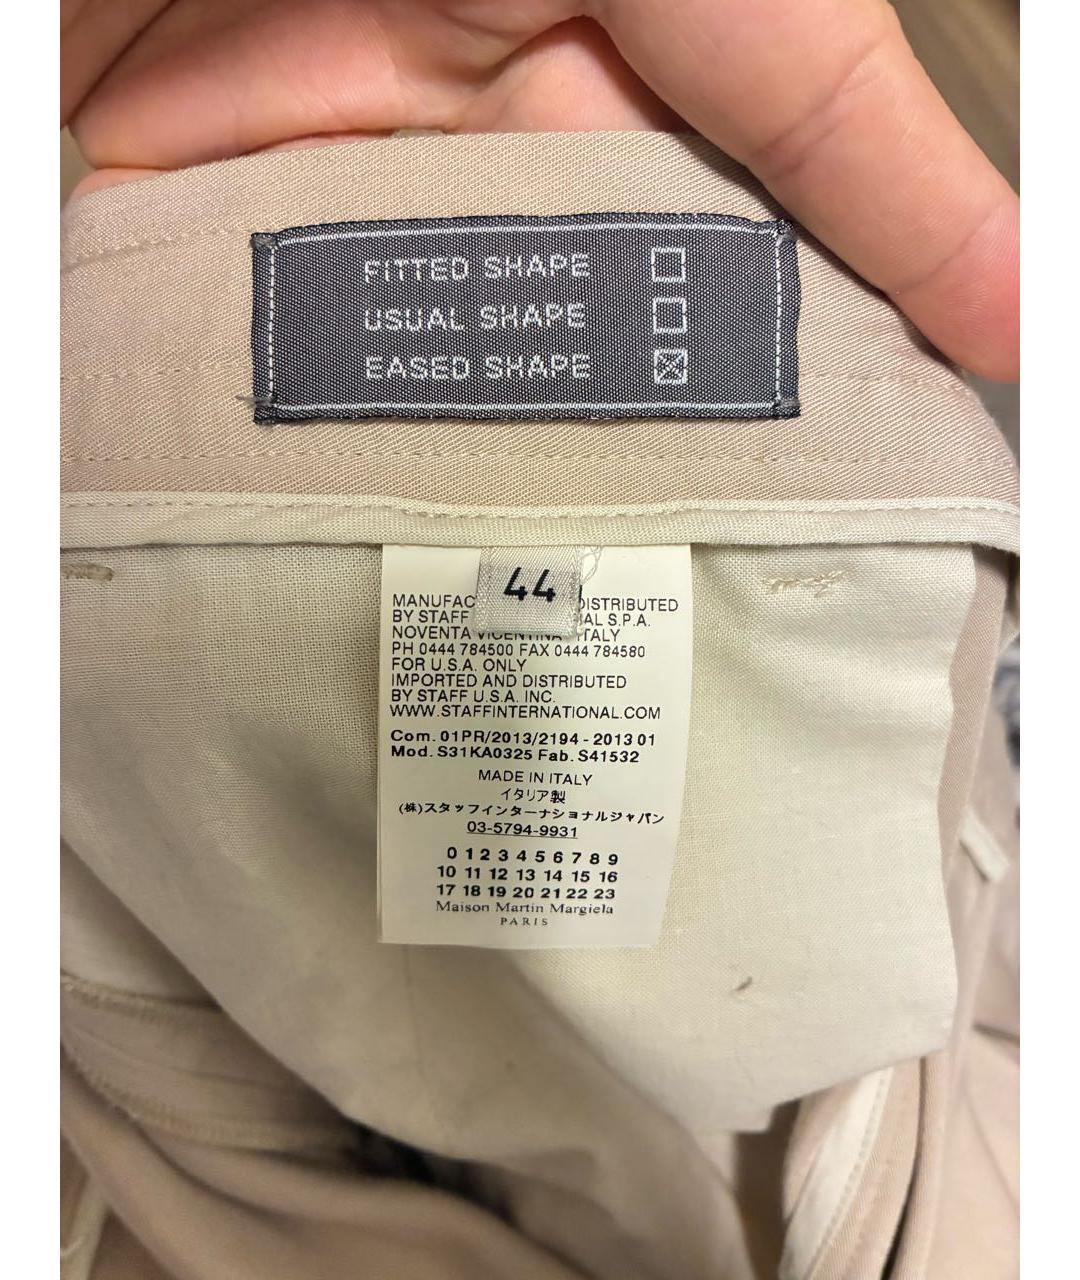 FITTED SHAPE
USUAL SHAPE
EASED SHAPE
44
DISTRIBUTED
BY STAFF S.P.A.
NOVENTA VICENTINA ITALY
PH 0444 784500 FAX 0444 784580
FOR U.S.A. ONLY
IMPORTED AND DISTRIBUTED
BY STAFF U.S.A. INC.
WWW.STAFFINTERNATIONAL.COM
Com. 01PR/2013/2194 - 2013 01
Mod. S31KA0325 Fab. S41532
MADE IN ITALY
イタリア製
(株)スタッフインターナショナルジャパン
03-5794-9931
0 1 2 3 4 5 6 7 8 9
10 11 12 13 14 15 16
17 18 19 20 21 22 23
Maison Martin Margiela
PARIS